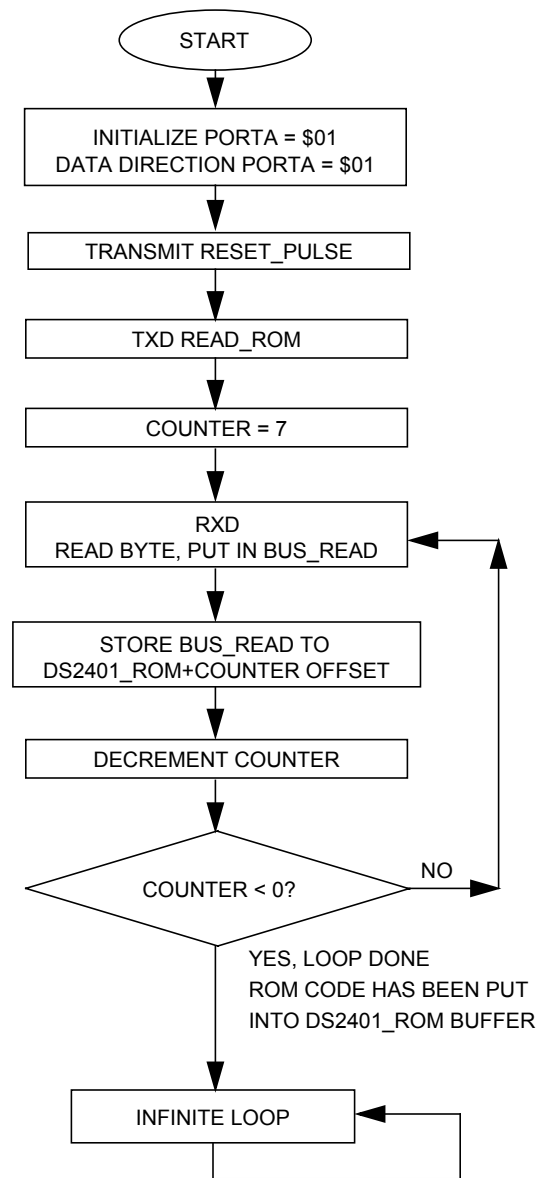 START
INITIALIZE PORTA = $01
DATA DIRECTION PORTA = $01
TRANSMIT RESET_PULSE
TXD READ_ROM
COUNTER = 7
RXD
READ BYTE, PUT IN BUS_READ
STORE BUS_READ TO
DS2401_ROM+COUNTER OFFSET
DECREMENT COUNTER
COUNTER < 0?
NO
YES, LOOP DONE
ROM CODE HAS BEEN PUT
INTO DS2401_ROM BUFFER
INFINITE LOOP